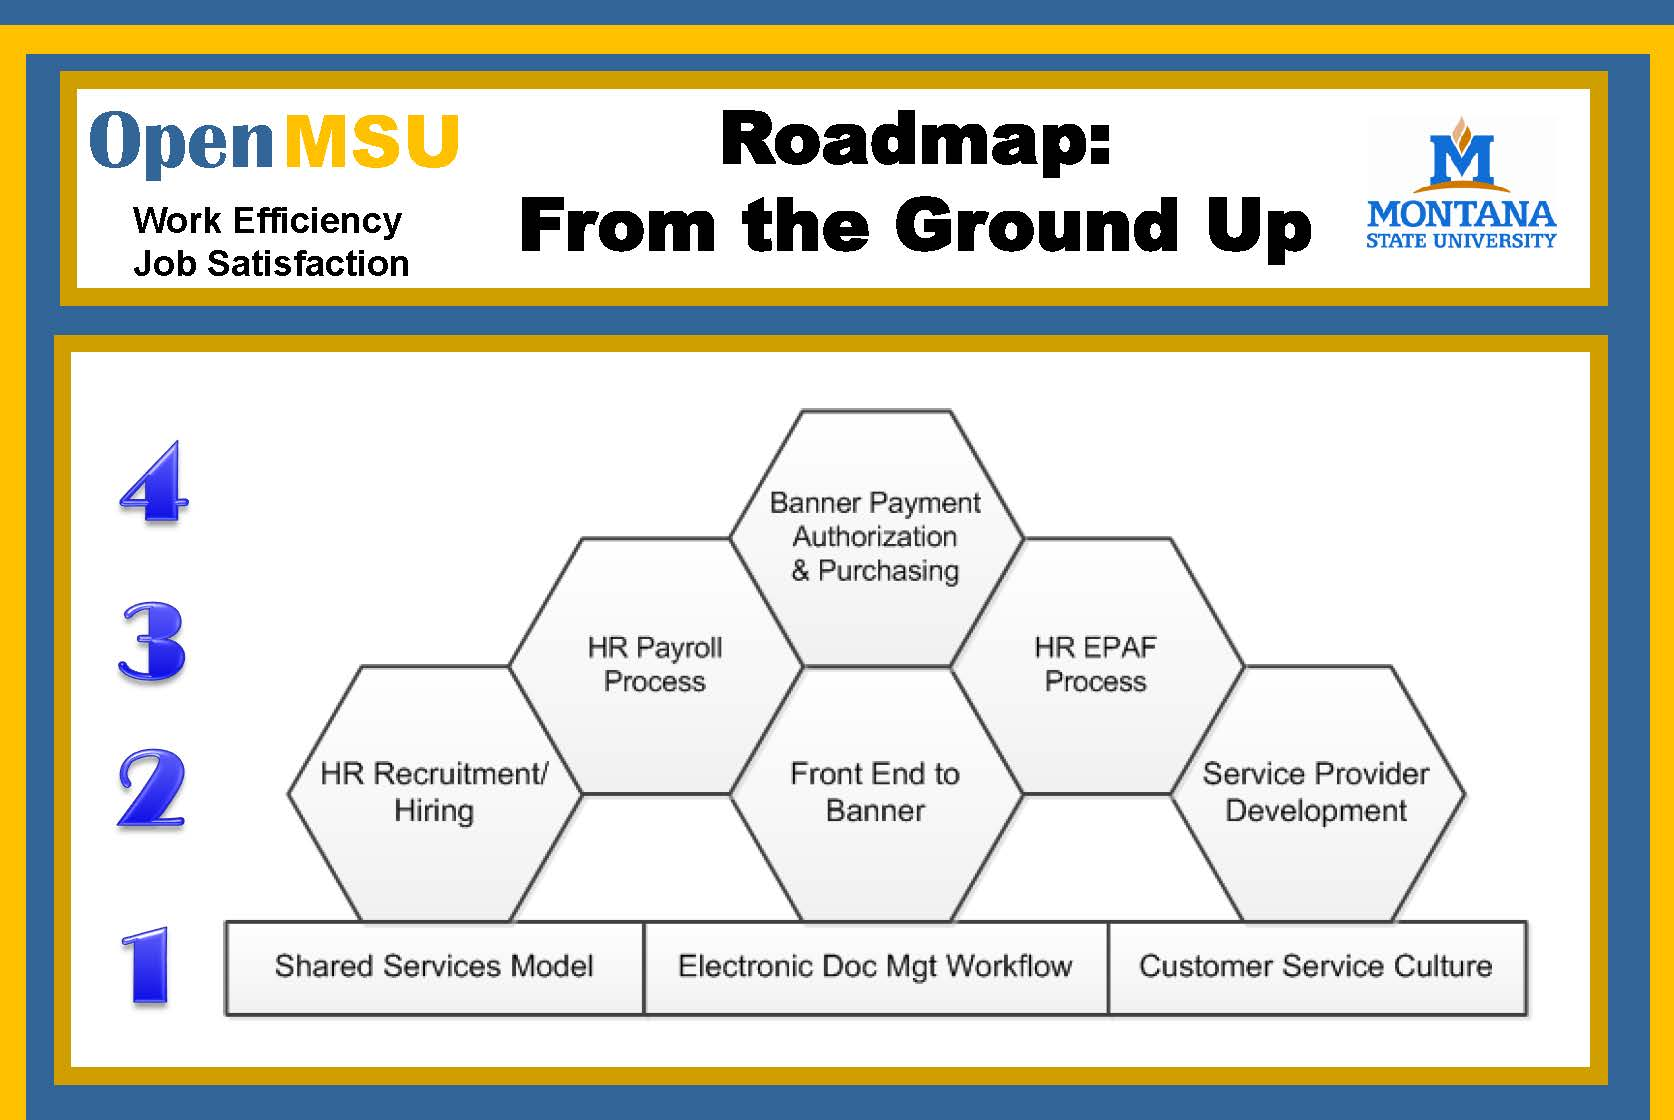 Open MSU
Work Efficiency
Job Satisfaction
Roadmap:
From the Ground Up
M
MONTANA
STATE UNIVERSITY
4
Banner Payment
Authorization
& Purchasing
3
HR Payroll
Process
HR EPAF
Process
2
HR Recruitment/
Hiring
Front End to
Banner
Service Provider
Development
1
Shared Services Model
Electronic Doc Mgt Workflow
Customer Service Culture